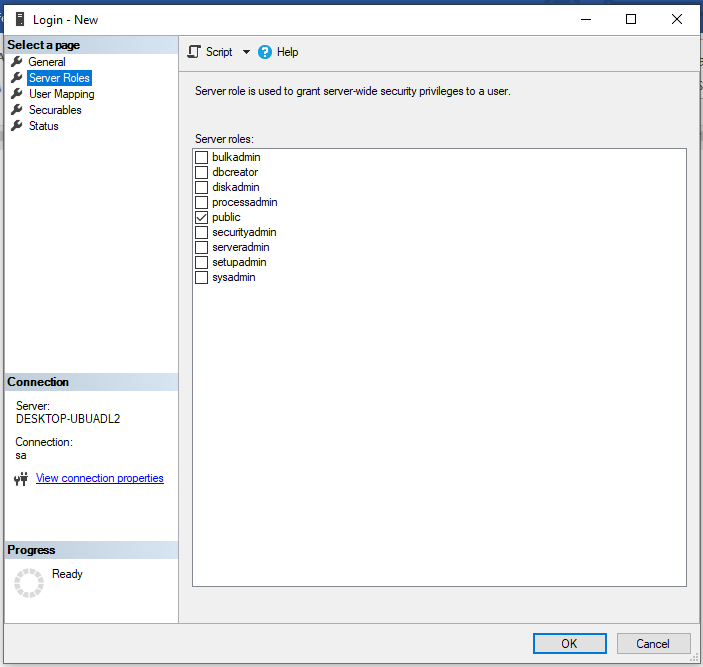 Login - New
Select a page
General
Server Roles
User Mapping
Securables
Status
Script
Help
Server role is used to grant server-wide security privileges to a user.
Server roles:
bulkadmin
dbcreator
diskadmin
processadmin
public
securityadmin
serveradmin
setupadmin
sysadmin
Connection
Server:
DESKTOP-UBUADL2
Connection:
sa
View connection properties
Progress
Ready
OK
Cancel